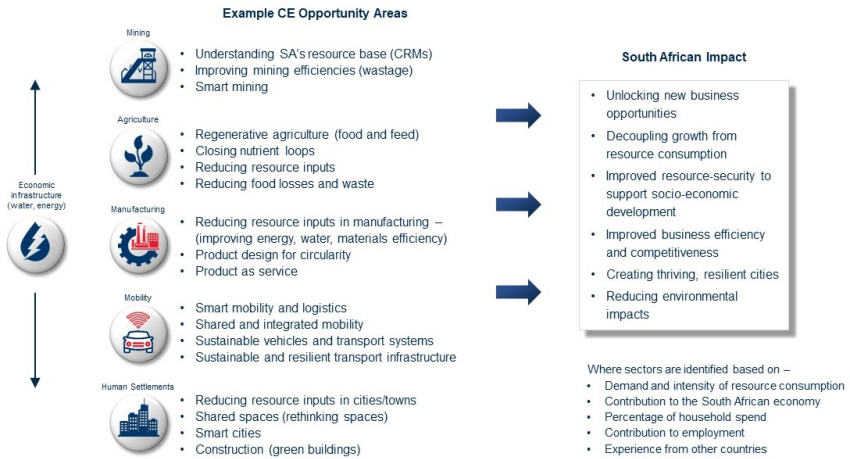 Example CE Opportunity Areas
Economic
infrastructure
(water, energy)
Mining
• Understanding SA's resource base (CRMs)
• Improving mining efficiencies (wastage)
• Smart mining
Agriculture
• Regenerative agriculture (food and feed)
• Closing nutrient loops
• Reducing resource inputs
• Reducing food losses and waste
Manufacturing
• Reducing resource inputs in manufacturing –
(improving energy, water, materials efficiency)
• Product design for circularity
• Product as service
Mobility
• Smart mobility and logistics
• Shared and integrated mobility
• Sustainable vehicles and transport systems
• Sustainable and resilient transport infrastructure
Human Settlements
• Reducing resource inputs in cities/towns
• Shared spaces (rethinking spaces)
• Smart cities
• Construction (green buildings)
South African Impact
• Unlocking new business
opportunities
• Decoupling growth from
resource consumption
• Improved resource-security to
support socio-economic
development
• Improved business efficiency
and competitiveness
• Creating thriving, resilient cities
• Reducing environmental
impacts
Where sectors are identified based on –
• Demand and intensity of resource consumption
• Contribution to the South African economy
• Percentage of household spend
• Contribution to employment
• Experience from other countries